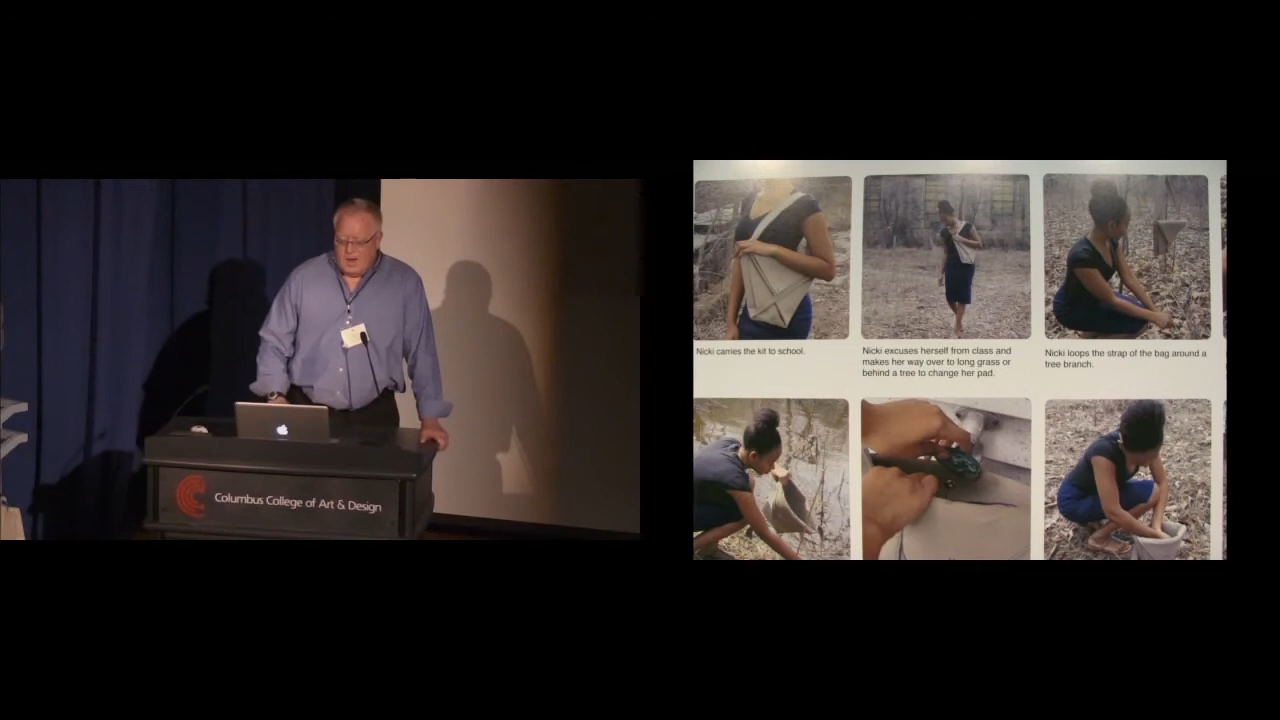 Columbus College of Art & Design
Nicki carries the kit to school.
Nicki excuses herself from class and
makes her way over to long grass or
behind a tree to change her pad.
Nicki loops the strap of the bag around a
tree branch.